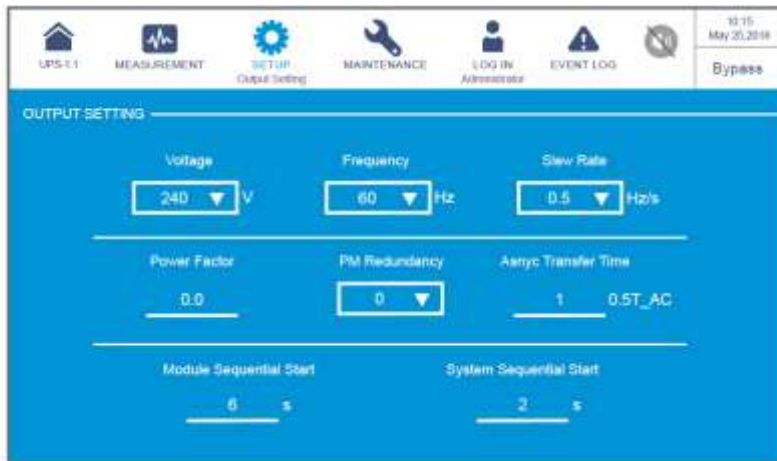 10:15
May 20,2016
UPS-1.1
MEASUREMENT
SETUP
MAINTENANCE
LOG IN
EVENT LOG
Output Setting
Administrator
Bypass
OUTPUT SETTING
Voltage
Frequency
Slew Rate
240 V
60 Hz
0.5 Hz/s
Power Factor
PM Redundancy
Asnyc Transfer Time
0.0
0
1 0.5T_AC
Module Sequential Start
System Sequential Start
6 s
2 s